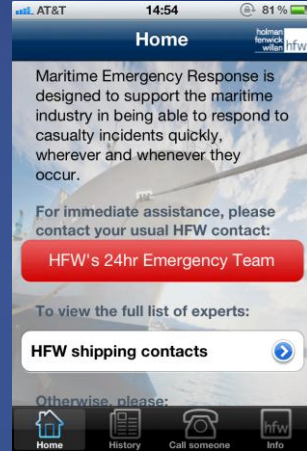 AT&T 14:54 81%
Home
holman
fenwick
willan hfw
Maritime Emergency Response is
designed to support the maritime
industry in being able to respond to
casualty incidents quickly,
wherever and whenever they
occur.
For immediate assistance, please
contact your usual HFW contact:
HFW's 24hr Emergency Team
To view the full list of experts:
HFW shipping contacts
Otherwise, please:
hfw
Home History Call someone Info